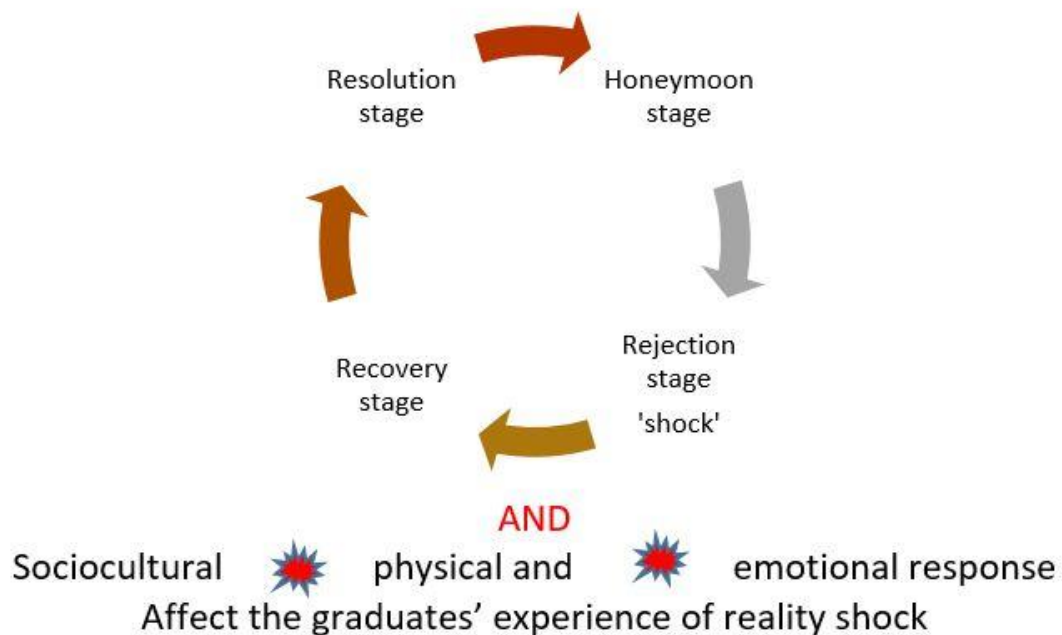 Resolution
stage
Honeymoon
stage
Rejection
stage
'shock'
Recovery
stage
AND
Sociocultural physical and emotional response
Affect the graduates’ experience of reality shock